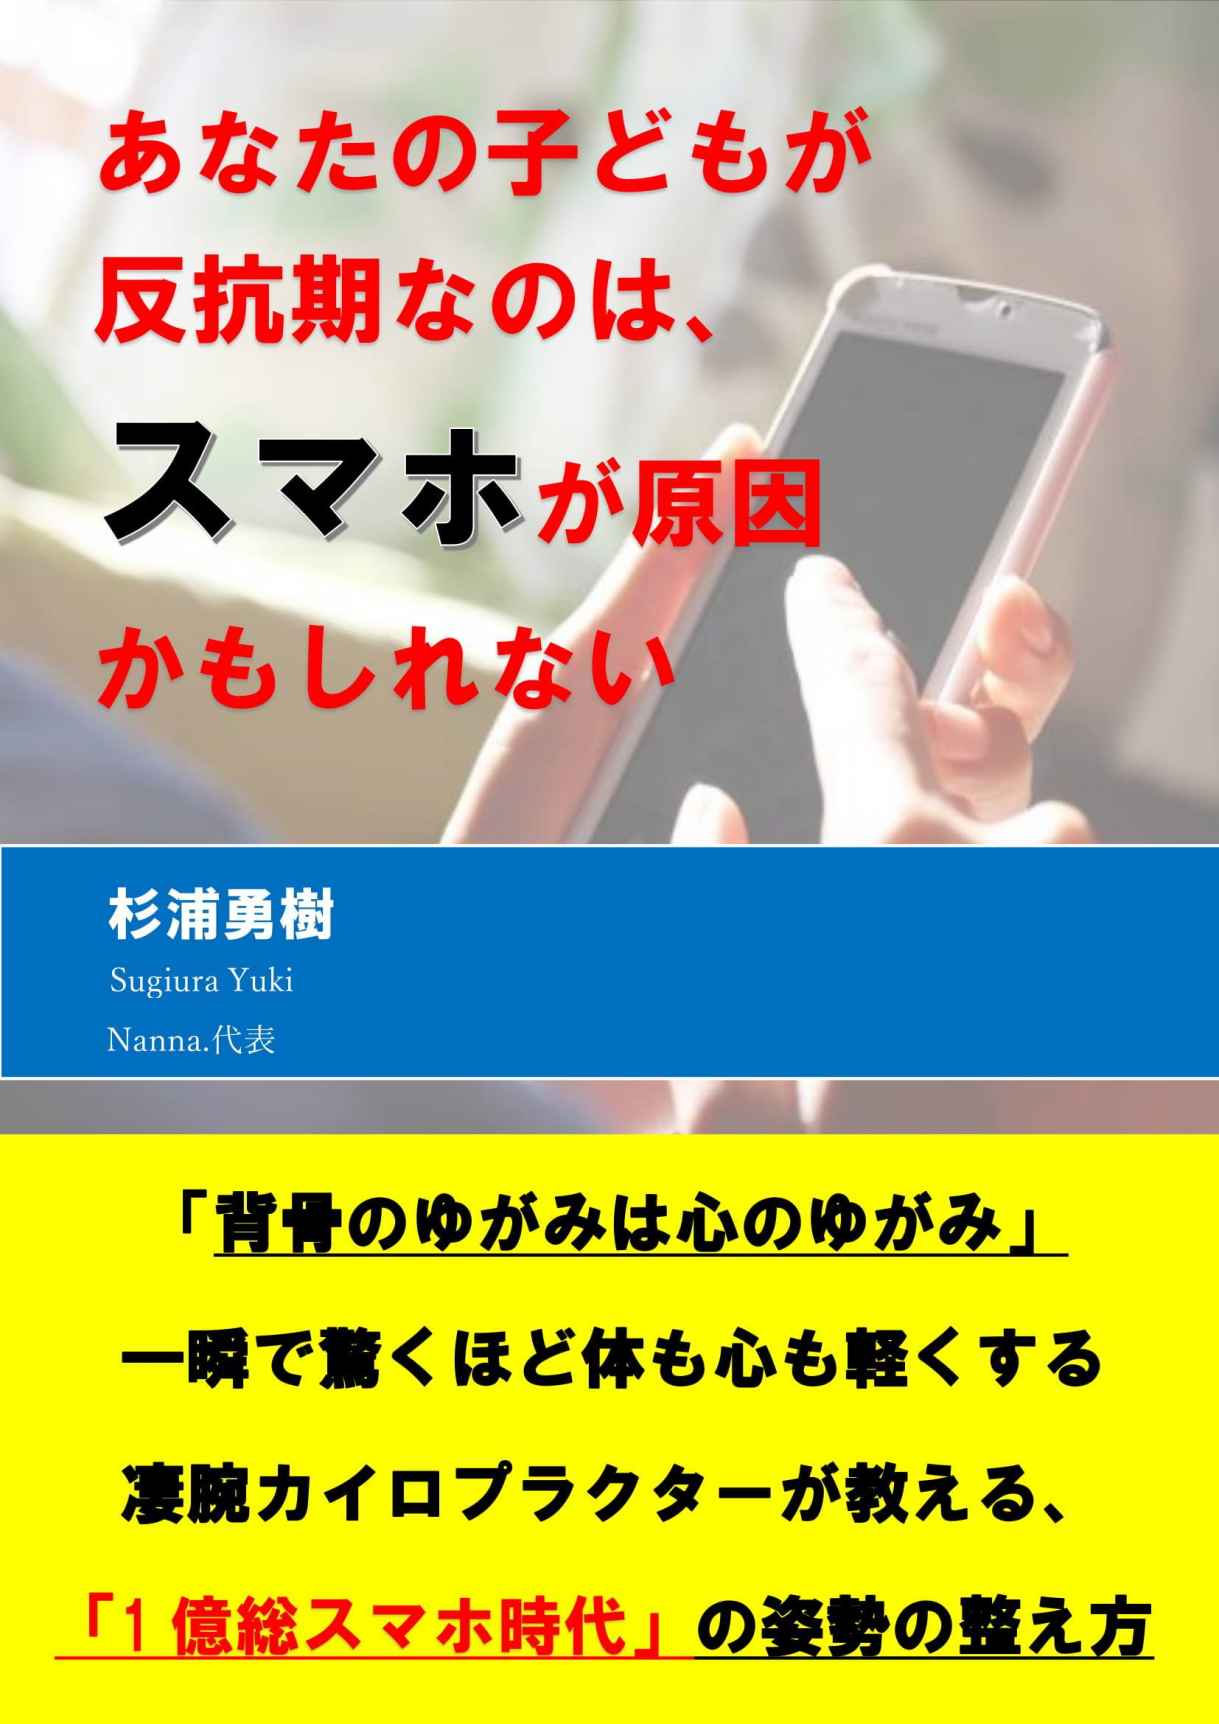 あなたの子どもが
反抗期なのは、
スマホが原因
かもしれない
杉浦勇樹
Sugiura Yuki
Nanna.代表
「背骨のゆがみは心のゆがみ」
一瞬で驚くほど体も心も軽くする
凄腕カイロプラクターが教える、
「1億総スマホ時代」の姿勢の整え方